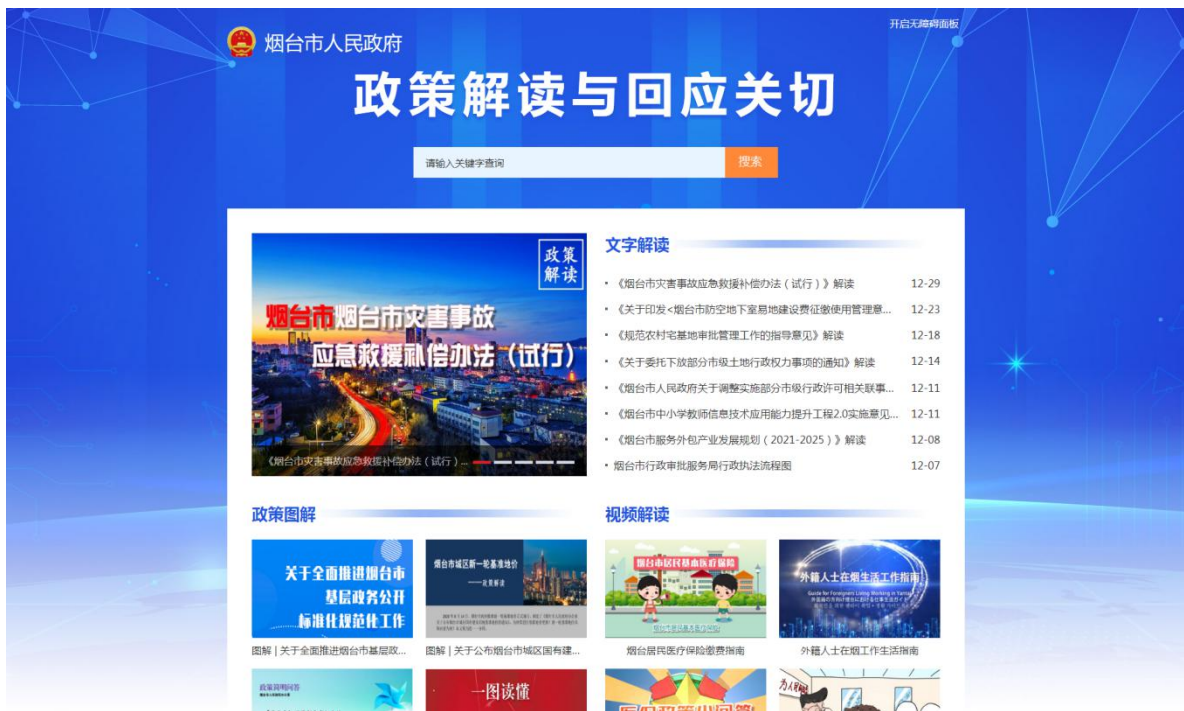 开启无障碍面板
烟台市人民政府
政策解读与回应关切
请输入关键字查询
搜索
政策
解读
烟台市烟台市灾害事故
应急救援补偿办法（试行）
《烟台市灾害事故应急救援补偿办法（试行）...
文字解读
《烟台市灾害事故应急救援补偿办法（试行）》解读 12-29
《关于印发<烟台市防空地下室易地建设费征缴使用管理意... 12-23
《规范农村宅基地审批管理工作的指导意见》解读 12-18
《关于委托下放部分市级土地行政权力事项的通知》解读 12-14
《烟台市人民政府关于调整实施部分市级行政许可相关联事... 12-11
《烟台市中小学教师信息技术应用能力提升工程2.0实施意见... 12-11
《烟台市服务外包产业发展规划（2021-2025）》解读 12-08
烟台市行政审批服务局行政执法流程图 12-07
政策图解
关于全面推进烟台市
基层政务公开
标准化规范化工作
图解 | 关于全面推进烟台市基层政...
烟台市城区新一轮基准地价
——政策解读
图解 | 关于公布烟台市城区国有建...
政策简明问答
一图读懂
视频解读
烟台市居民基本医疗保险
烟台居民医疗保险缴费指南
外籍人士在烟生活工作指南
外籍人士在烟工作生活指南